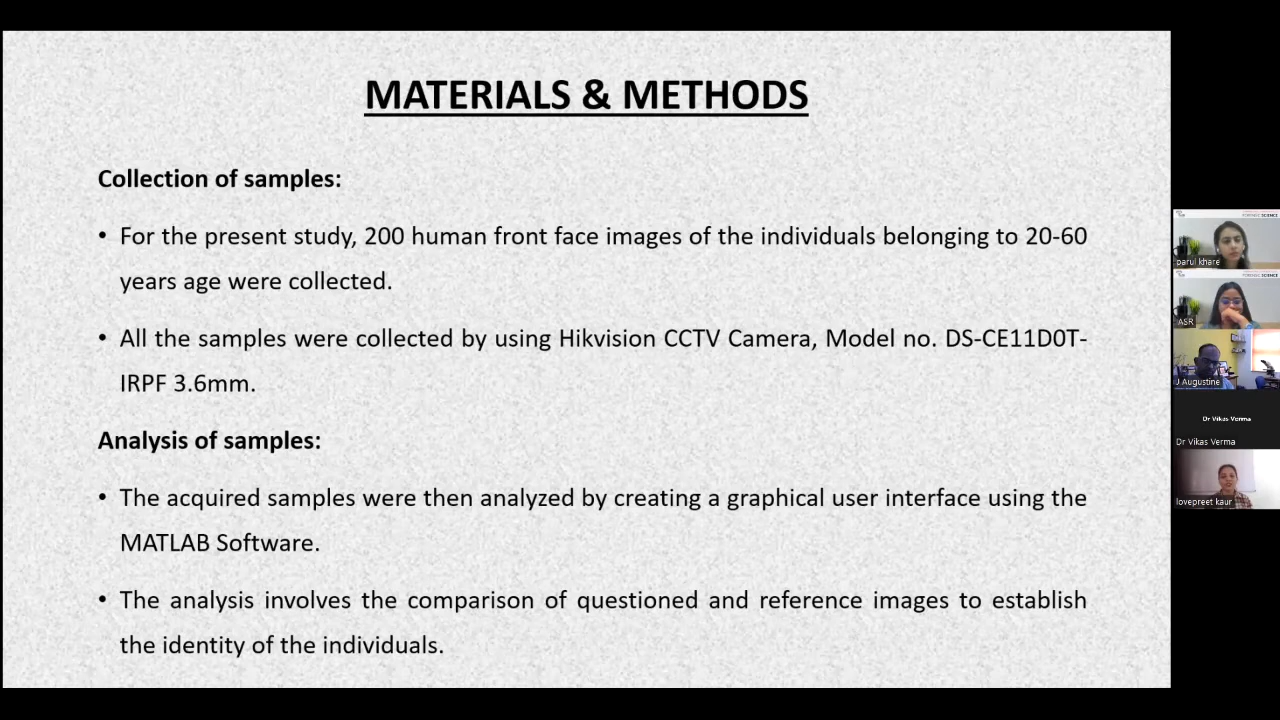 MATERIALS & METHODS
Collection of samples:
• For the present study, 200 human front face images of the individuals belonging to 20-60
years age were collected.
• All the samples were collected by using Hikvision CCTV Camera, Model no. DS-CE11D0T-
IRPF 3.6mm.
Analysis of samples:
• The acquired samples were then analyzed by creating a graphical user interface using the
MATLAB Software.
• The analysis involves the comparison of questioned and reference images to establish
the identity of the individuals.
FORENSIC SCIENCE
parul khare
FORENSIC SCIENCE
ASR
J Augustine
Dr Vikas Verma
Dr Vikas Verma
lovepreet kaur